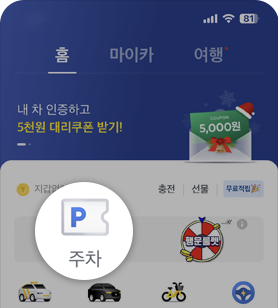 81
홈 마이카 여행
내 차 인증하고
5천원 대리쿠폰 받기!
COUPON
5,000원
충전 선물 무료적립
P
주차
행운룰렛